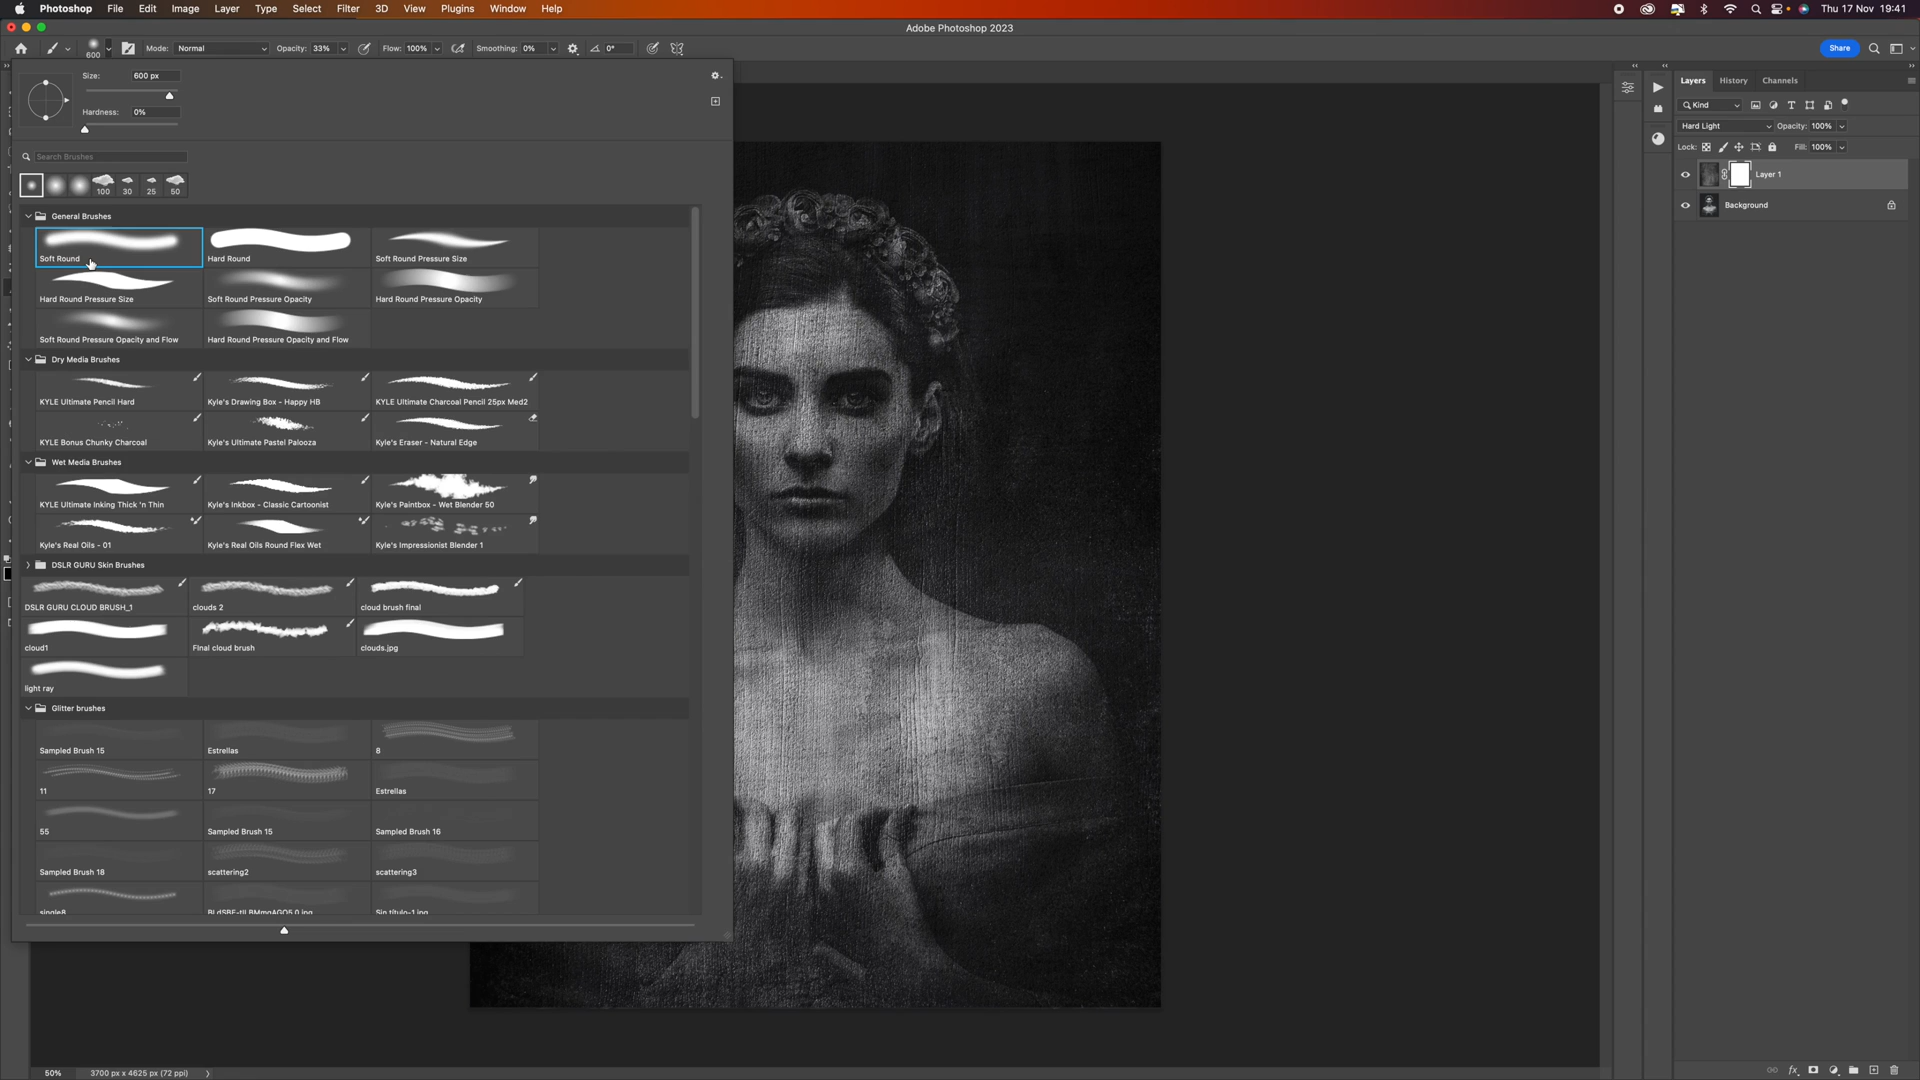 Photoshop File Edit Image Layer Type Select Filter 3D View Plugins Window Help Thu 17 Nov 19:41
Adobe Photoshop 2023
600 Mode: Normal Opacity: 33% Flow: 100% Smoothing: 0% 0° Share
Size: 600 px
Hardness: 0%
Search Brushes
100 30 25 50
General Brushes
Soft Round Hard Round Soft Round Pressure Size
Hard Round Pressure Size Soft Round Pressure Opacity Hard Round Pressure Opacity
Soft Round Pressure Opacity and Flow Hard Round Pressure Opacity and Flow
Dry Media Brushes
KYLE Ultimate Pencil Hard Kyle's Drawing Box - Happy HB KYLE Ultimate Charcoal Pencil 25px Med2
KYLE Bonus Chunky Charcoal Kyle's Ultimate Pastel Palooza Kyle's Eraser - Natural Edge
Wet Media Brushes
KYLE Ultimate Inking Thick 'n Thin Kyle's Inkbox - Classic Cartoonist Kyle's Paintbox - Wet Blender 50
Kyle's Real Oils - 01 Kyle's Real Oils Round Flex Wet Kyle's Impressionist Blender 1
DSLR GURU Skin Brushes
DSLR GURU CLOUD BRUSH_1 clouds 2 cloud brush final
cloud1 Final cloud brush clouds.jpg
light ray
Glitter brushes
Sampled Brush 15 Estrellas 8
11 17 Estrellas
55 Sampled Brush 15 Sampled Brush 16
Sampled Brush 18 scattering2 scattering3
single8 Sin título-1.jpg
Layers History Channels
Kind
Hard Light Opacity: 100%
Lock: Fill: 100%
Layer 1
Background
50% 3700 px x 4625 px (72 ppi)